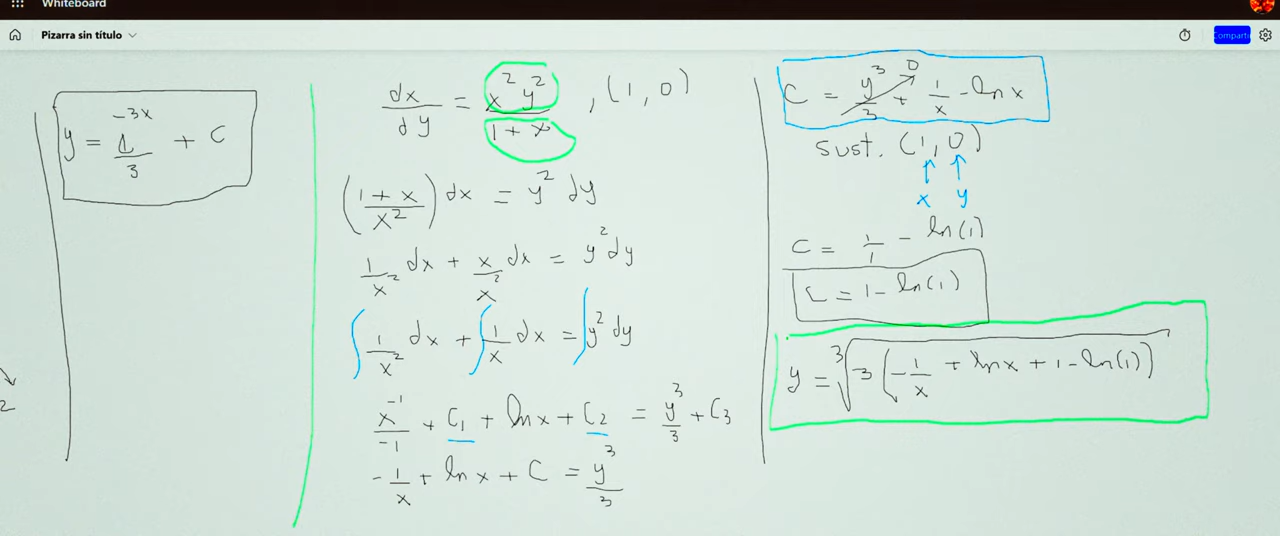 Whiteboard
Pizarra sin título
Compartir
y = e^{-3x}/3 + C
dx/dy = x² y² / 1 + x , (1, 0)
(1 + x / x²) dx = y² dy
1/x² dx + x/x² dx = y² dy
∫ 1/x² dx + ∫ 1/x dx = ∫ y² dy
x^{-1}/-1 + C₁ + ln x + C₂ = y³/3 + C₃
- 1/x + ln x + C = y³/3
C = y³/3 + 1/x - ln x
0
sust. (1, 0)
x y
C = 1/1 - ln(1)
C = 1 - ln(1)
y = ∛(3(- 1/x + ln x + 1 - ln(1)))
2